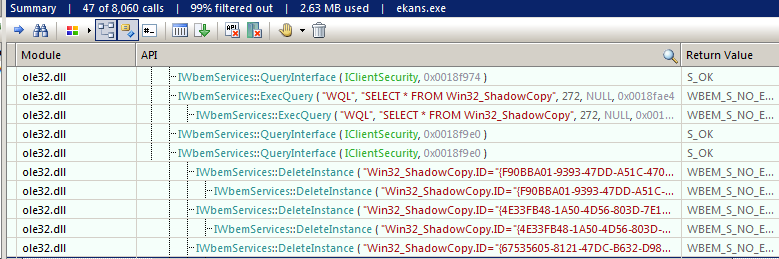 Summary | 47 of 8,060 calls | 99% filtered out | 2.63 MB used | ekans.exe
Module API Return Value
ole32.dll IWbemServices::QueryInterface ( IClientSecurity, 0x0018f974 ) S_OK
ole32.dll IWbemServices::ExecQuery ( "WQL", "SELECT * FROM Win32_ShadowCopy", 272, NULL, 0x0018fae4 WBEM_S_NO_E...
ole32.dll IWbemServices::ExecQuery ( "WQL", "SELECT * FROM Win32_ShadowCopy", 272, NULL, 0x001... WBEM_S_NO_E...
ole32.dll IWbemServices::QueryInterface ( IClientSecurity, 0x0018f9e0 ) S_OK
ole32.dll IWbemServices::QueryInterface ( IClientSecurity, 0x0018f9e0 ) S_OK
ole32.dll IWbemServices::DeleteInstance ( "Win32_ShadowCopy.ID="{F90BBA01-9393-47DD-A51C-470... WBEM_S_NO_E...
ole32.dll IWbemServices::DeleteInstance ( "Win32_ShadowCopy.ID="{F90BBA01-9393-47DD-A51C-... WBEM_S_NO_E...
ole32.dll IWbemServices::DeleteInstance ( "Win32_ShadowCopy.ID="{4E33FB48-1A50-4D56-803D-7E1... WBEM_S_NO_E...
ole32.dll IWbemServices::DeleteInstance ( "Win32_ShadowCopy.ID="{4E33FB48-1A50-4D56-803D-... WBEM_S_NO_E...
ole32.dll IWbemServices::DeleteInstance ( "Win32_ShadowCopy.ID="{67535605-8121-47DC-B632-D98... WBEM_S_NO_E...